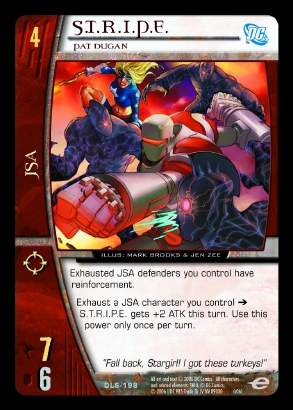 4
S.T.R.I.P.E.
PAT DUGAN
DC
JSA
ILLUS: MARK BROOKS & JEN ZEE
Exhausted JSA defenders you control have
reinforcement.
Exhaust a JSA character you control ➔
S.T.R.I.P.E. gets +2 ATK this turn. Use this
power only once per turn.
7
6
"Fall back, Stargirl! I got these turkeys!"
DLS-198